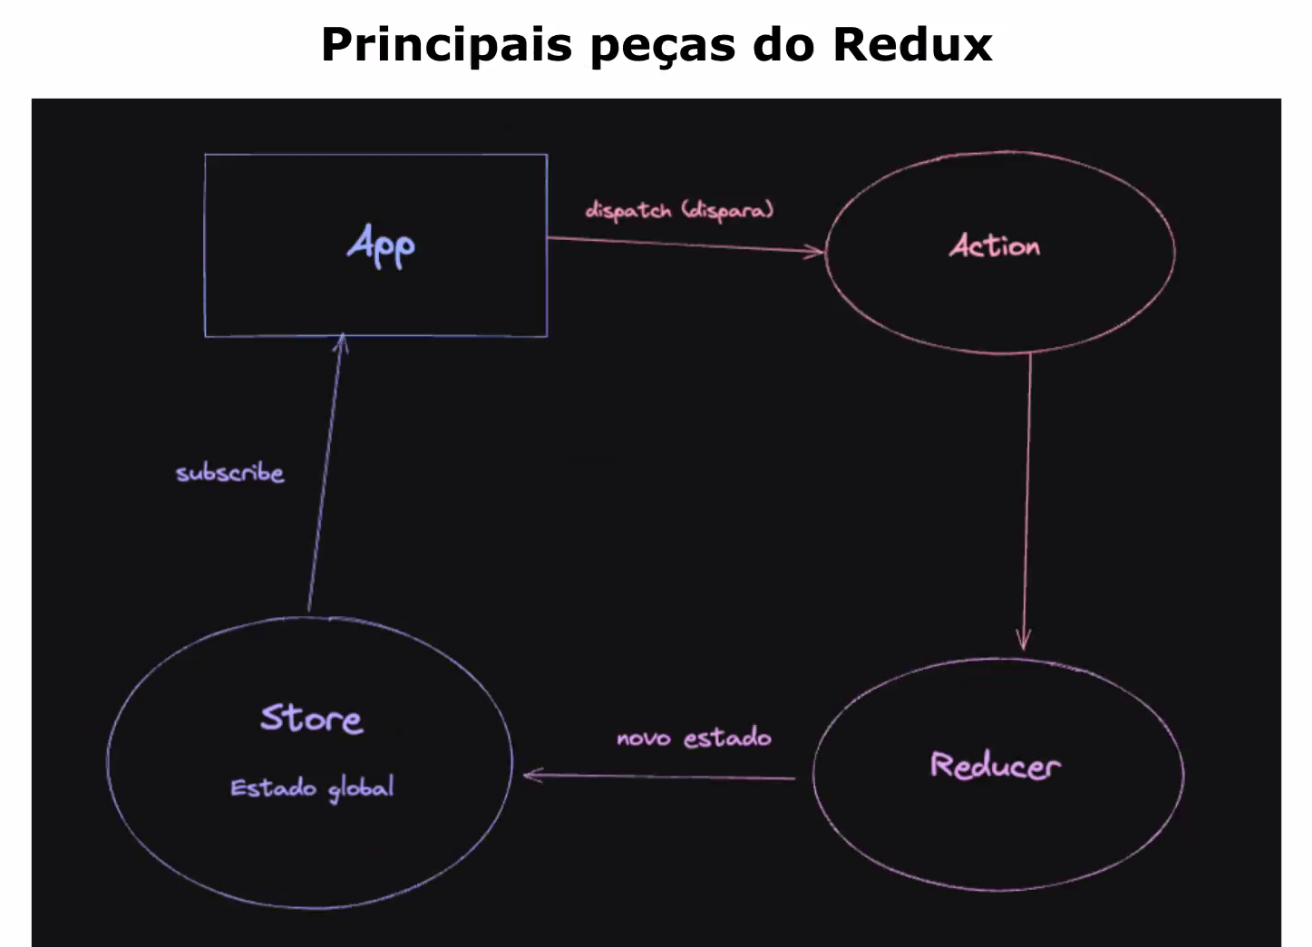 Principais peças do Redux
App
dispatch (dispara)
Action
subscribe
Store
Estado global
novo estado
Reducer